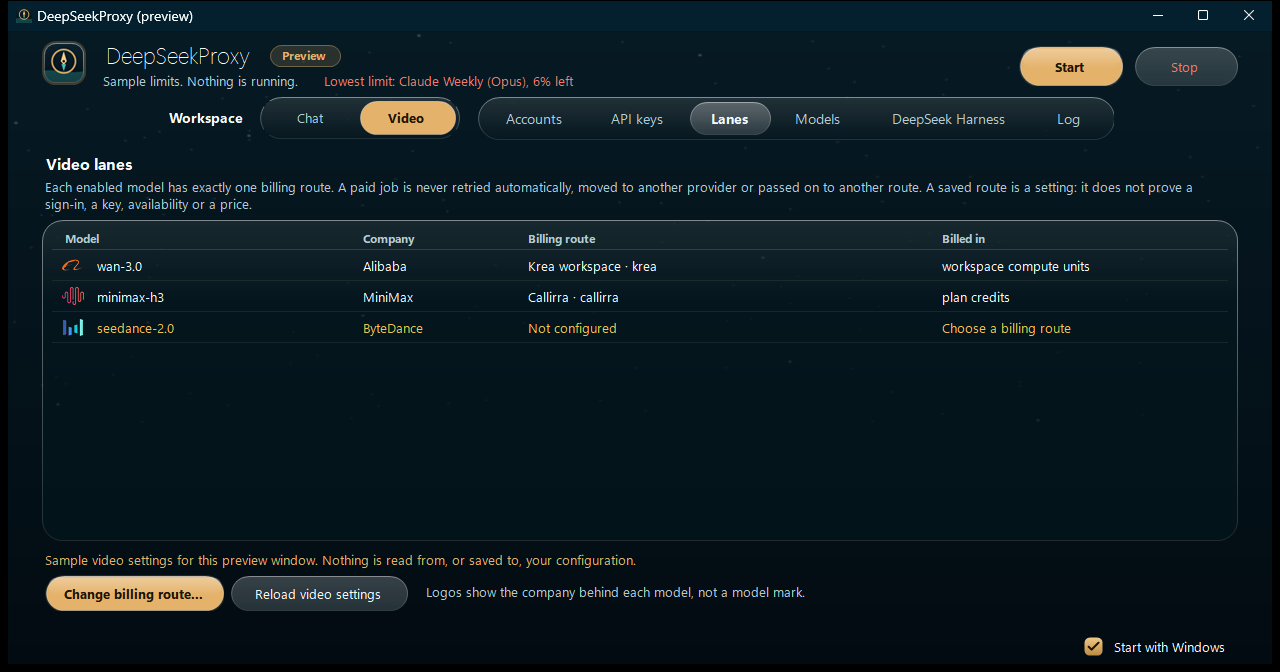 DeepSeekProxy (preview)
DeepSeekProxy Preview
Sample limits. Nothing is running. Lowest limit: Claude Weekly (Opus), 6% left
Start Stop
Workspace Chat Video Accounts API keys Lanes Models DeepSeek Harness Log
Video lanes
Each enabled model has exactly one billing route. A paid job is never retried automatically, moved to another provider or passed on to another route. A saved route is a setting: it does not prove a
sign-in, a key, availability or a price.
Model Company Billing route Billed in
wan-3.0 Alibaba Krea workspace · krea workspace compute units
minimax-h3 MiniMax Callirra · callirra plan credits
seedance-2.0 ByteDance Not configured Choose a billing route
Sample video settings for this preview window. Nothing is read from, or saved to, your configuration.
Change billing route... Reload video settings Logos show the company behind each model, not a model mark.
Start with Windows